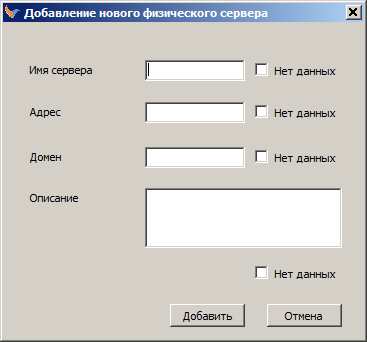 Добавление нового физического сервера
Имя сервера
Нет данных
Адрес
Нет данных
Домен
Нет данных
Описание
Нет данных
Добавить
Отмена